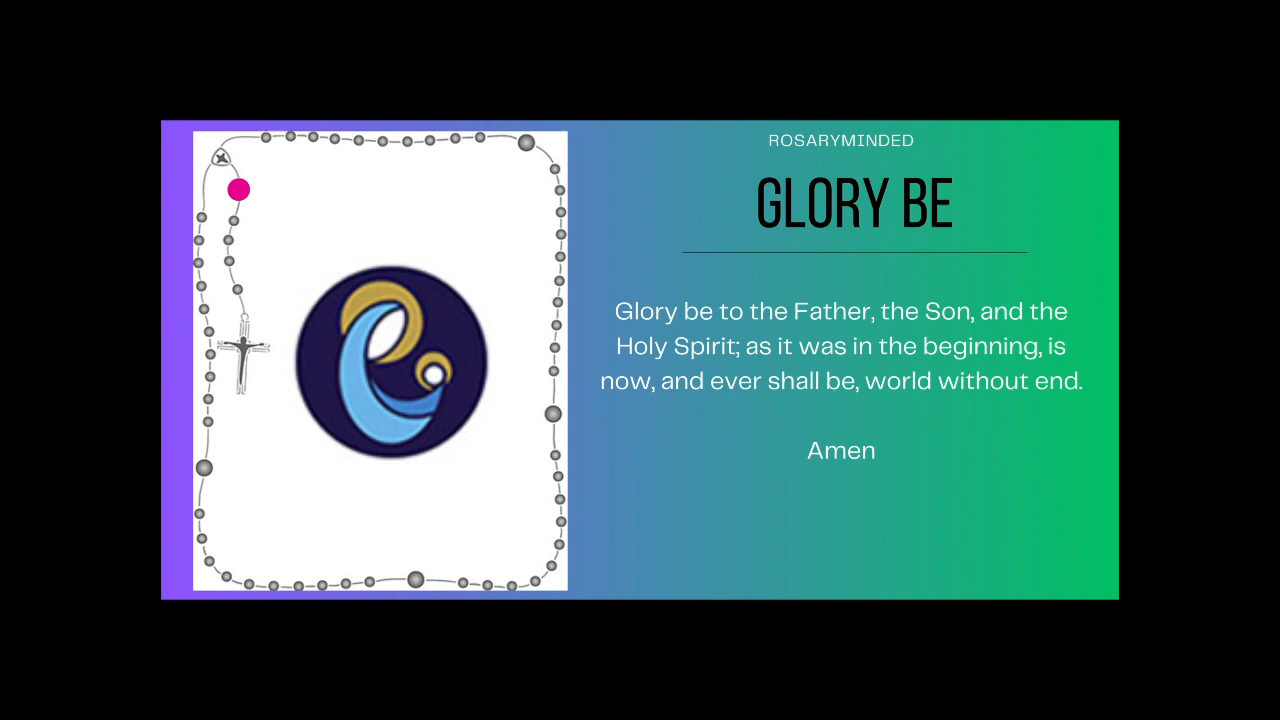 ROSARYMINDED
GLORY BE
Glory be to the Father, the Son, and the
Holy Spirit; as it was in the beginning, is
now, and ever shall be, world without end.
Amen